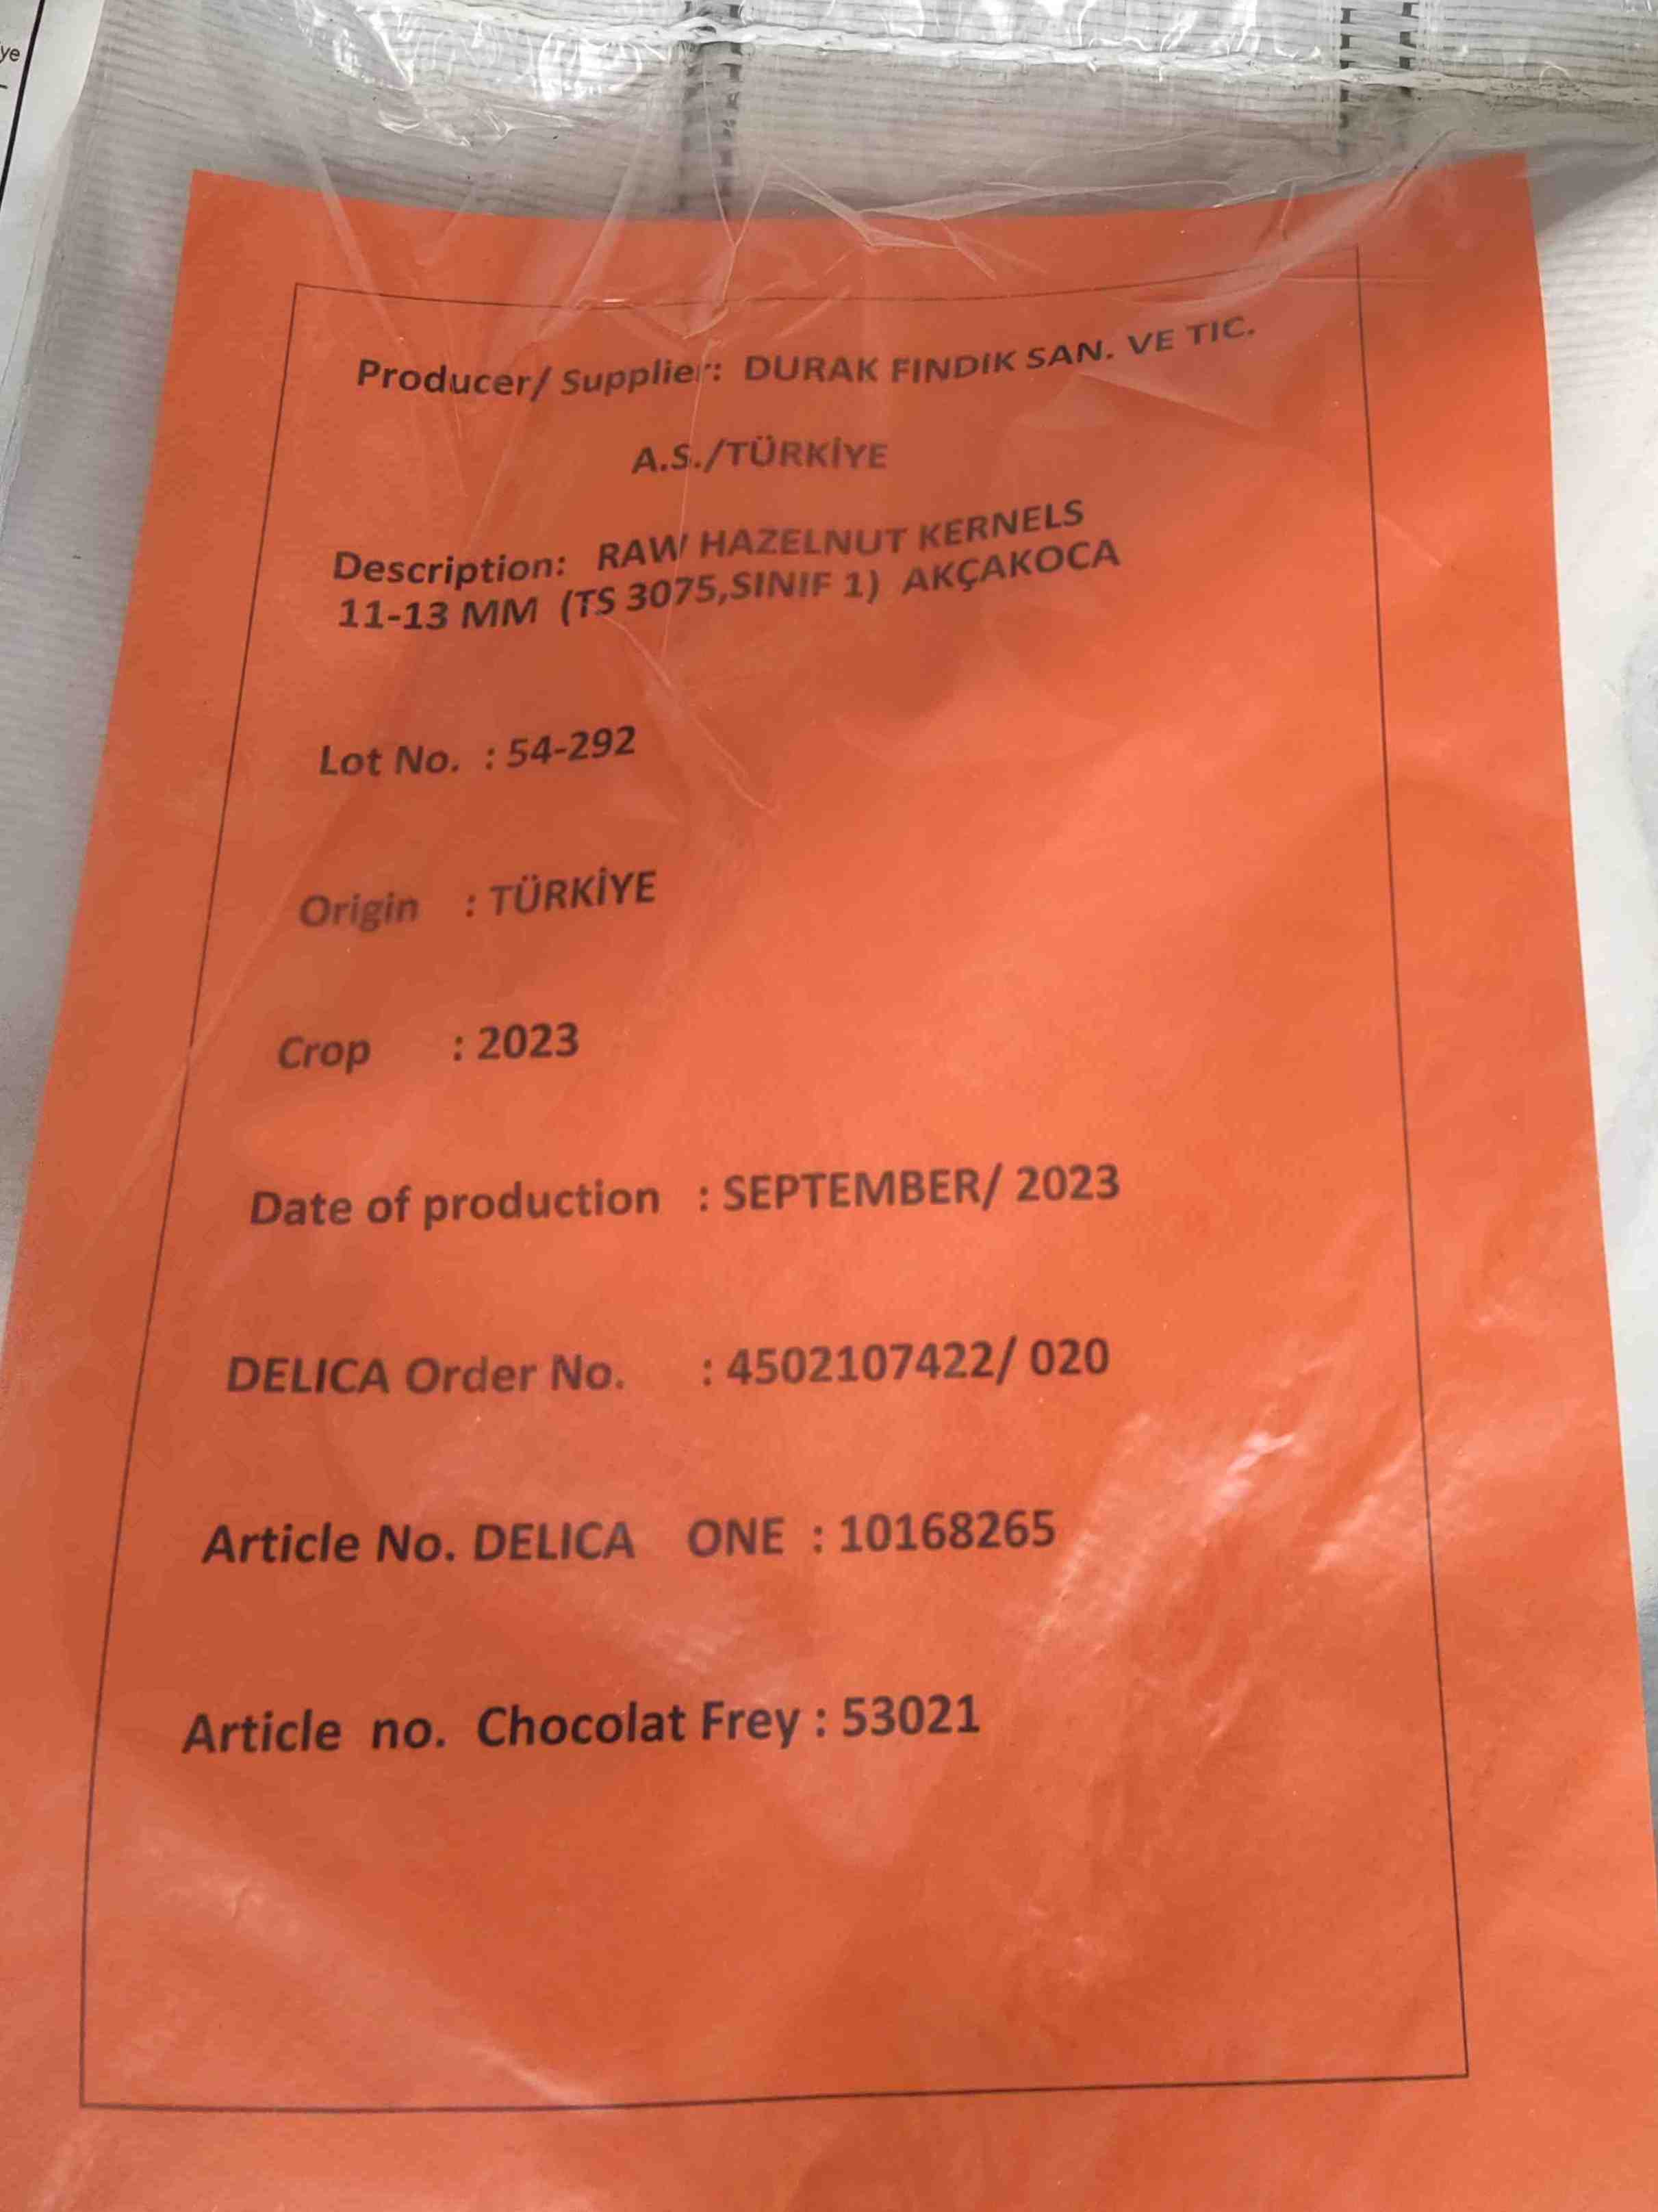 ye
Producer/ Supplier: DURAK FINDIK SAN. VE TIC.
A.S./TÜRKİYE
Description: RAW HAZELNUT KERNELS
11-13 MM (TS 3075,SINIF 1) AKÇAKOCA
Lot No. : 54-292
Origin : TÜRKİYE
Crop : 2023
Date of production : SEPTEMBER/ 2023
DELICA Order No. : 4502107422/ 020
Article No. DELICA ONE : 10168265
Article no. Chocolat Frey : 53021